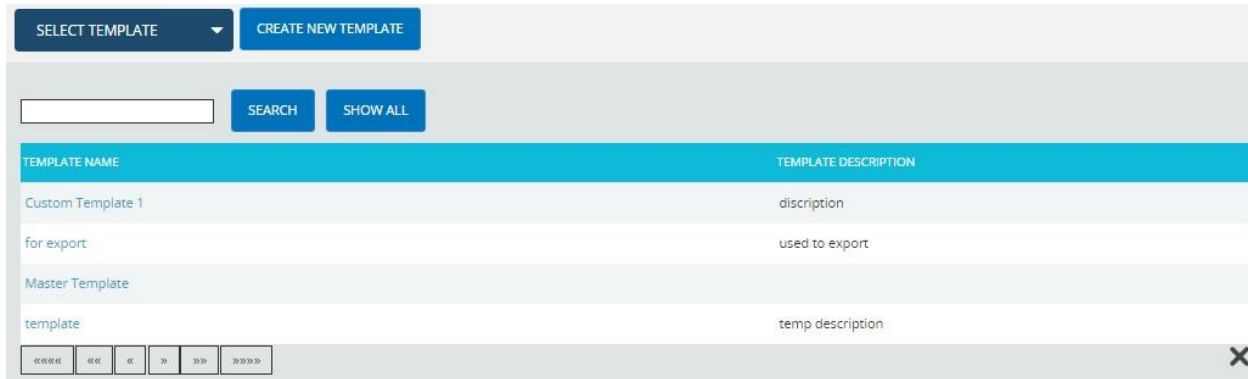 SELECT TEMPLATE CREATE NEW TEMPLATE
SEARCH SHOW ALL
TEMPLATE NAME TEMPLATE DESCRIPTION
Custom Template 1 discription
for export used to export
Master Template
template temp description
«««« «« « » »» »»»»